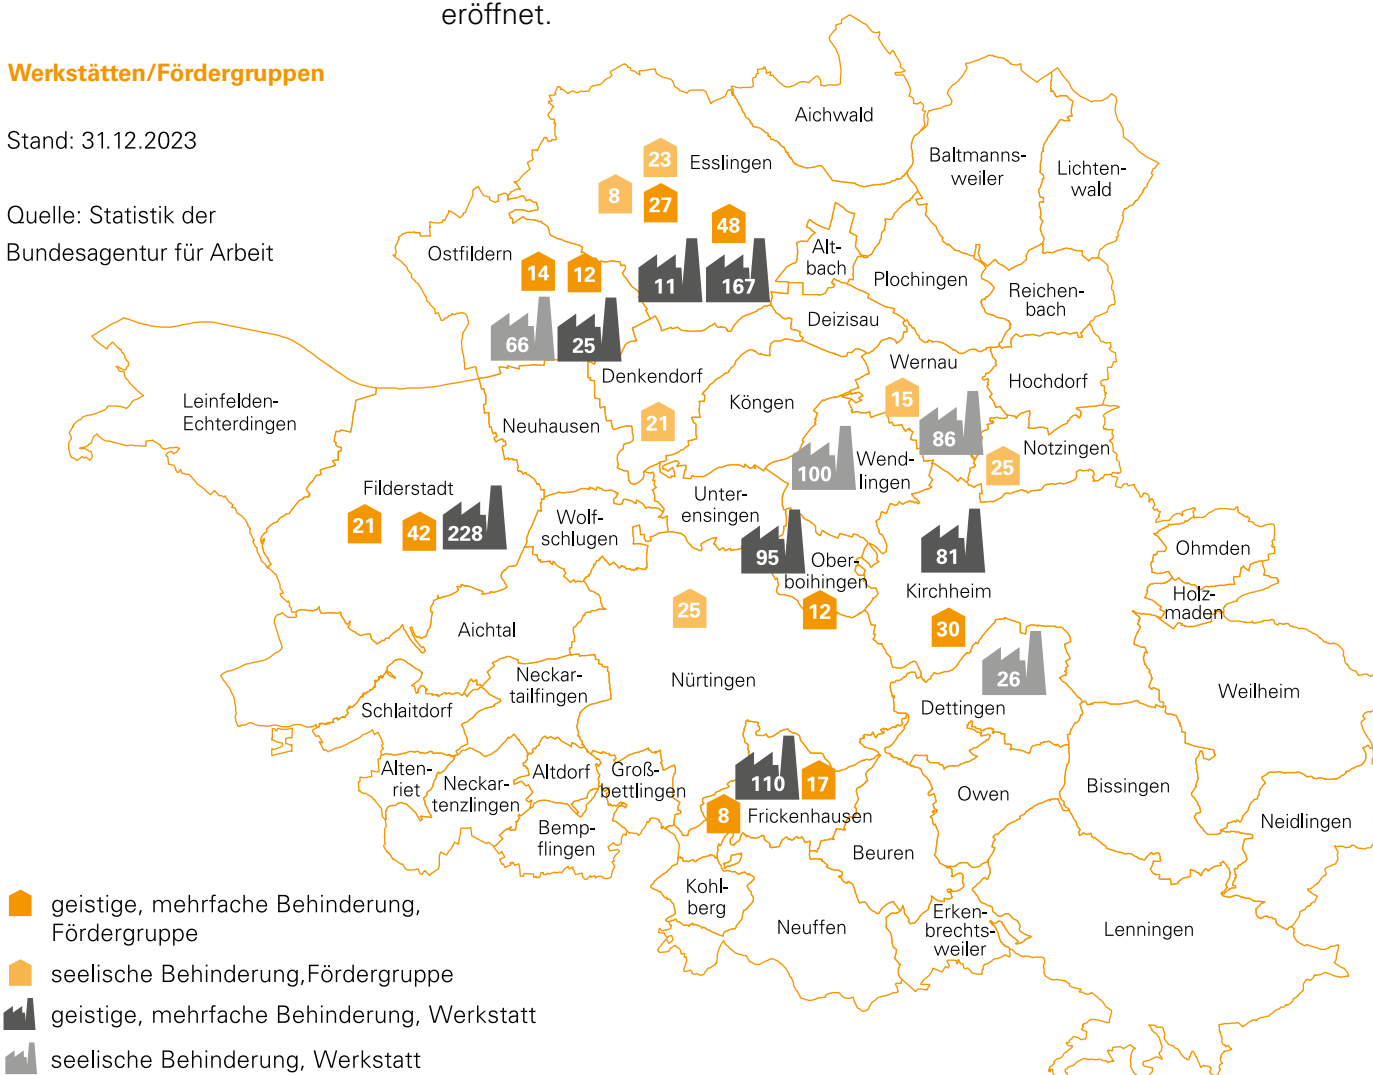 eröffnet.
Werkstätten/Fördergruppen
Stand: 31.12.2023
Quelle: Statistik der
Bundesagentur für Arbeit
Aichwald
Baltmanns-
weiler
Lichten-
wald
23
Esslingen
8
27
48
Ostfildern
14
12
11
167
Alt-
bach
Plochingen
Reichen-
bach
Deizisau
66
25
Denkendorf
Wernau
Hochdorf
Leinfelden-
Echterdingen
Neuhausen
21
Köngen
15
86
Notzingen
25
100
Wend-
lingen
Filderstadt
21
42
228
Wolf-
schlugen
Unter-
ensingen
95
Ober-
boihingen
12
81
Kirchheim
30
Ohmden
Holz-
maden
25
Aichtal
Nürtingen
Neckar-
tailfingen
Schlaitdorf
26
Dettingen
Weilheim
Alten-
riet
Neckar-
tenzlingen
Altdorf
Groß-
bettlingen
110
17
8
Frickenhausen
Owen
Bissingen
Neidlingen
Bempf-
flingen
Beuren
Kohl-
berg
Neuffen
Erken-
brechts-
weiler
Lenningen
geistige, mehrfache Behinderung,
Fördergruppe
seelische Behinderung,Fördergruppe
geistige, mehrfache Behinderung, Werkstatt
seelische Behinderung, Werkstatt